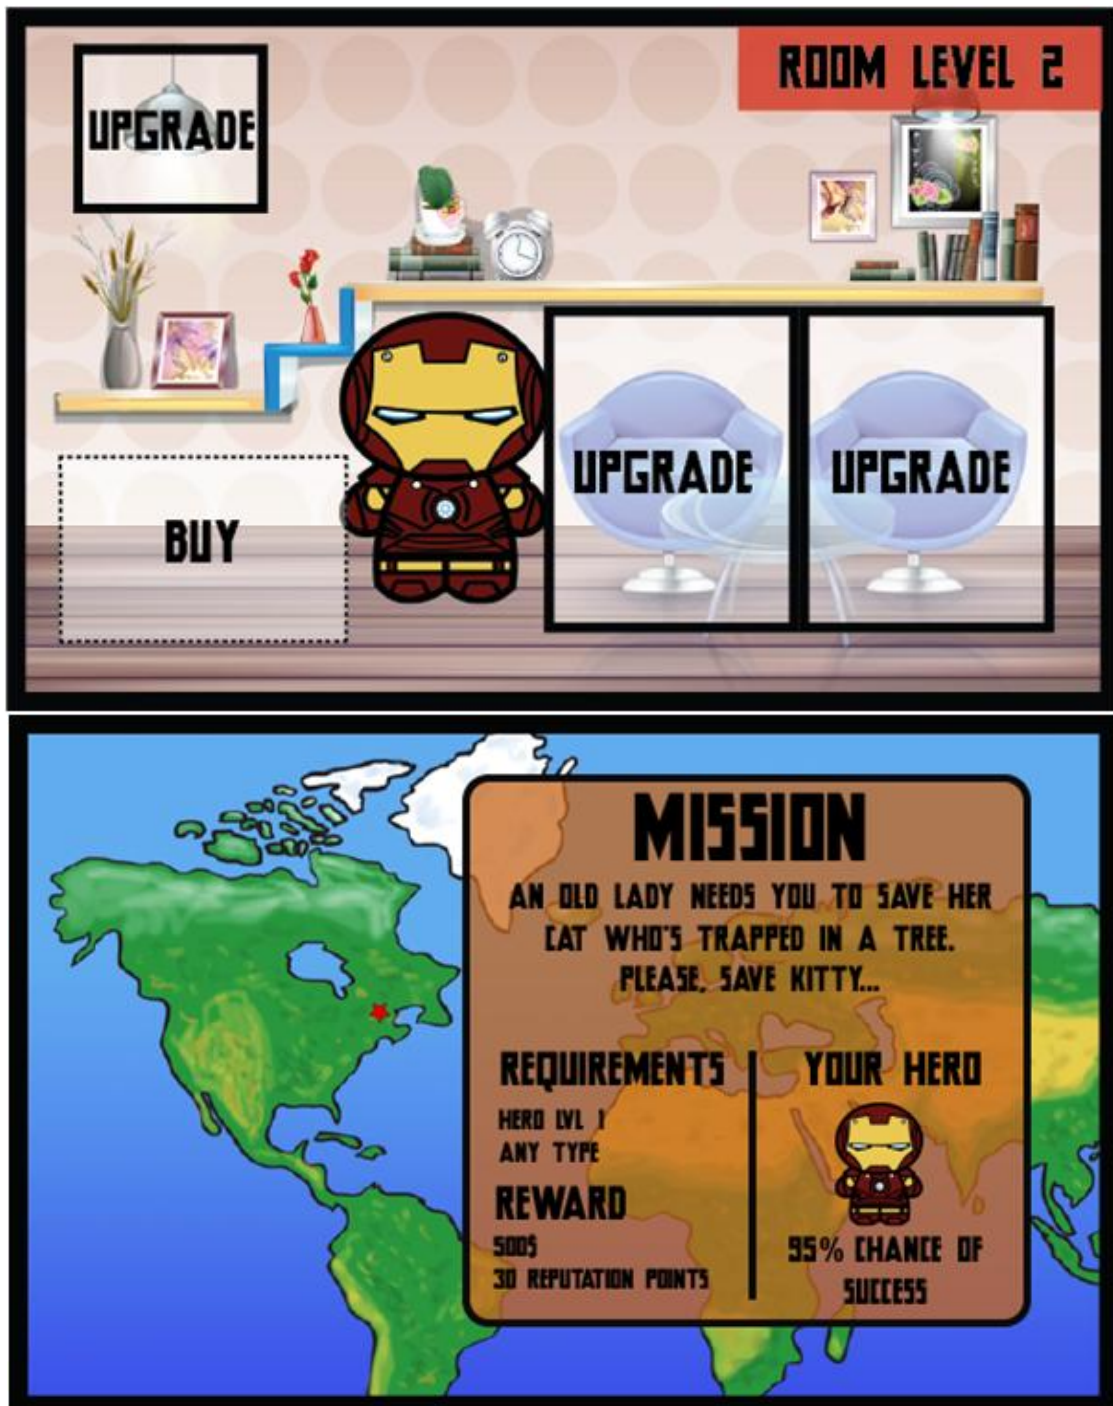 ROOM LEVEL 2
UPGRADE
UPGRADE
UPGRADE
BUY
MISSION
AN OLD LADY NEEDS YOU TO SAVE HER
CAT WHO'S TRAPPED IN A TREE.
PLEASE, SAVE KITTY...
REQUIREMENTS
HERO LVL 1
ANY TYPE
REWARD
500$
30 REPUTATION POINTS
YOUR HERO
95% CHANCE OF
SUCCESS